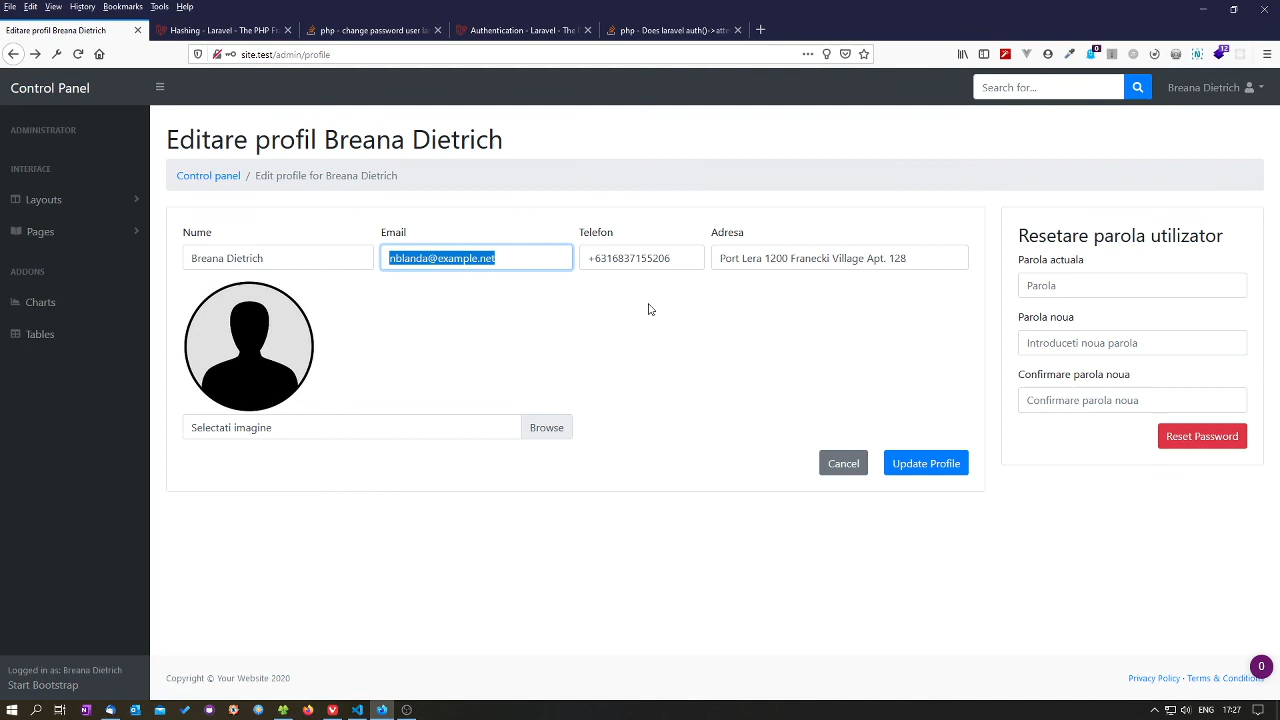 File Edit View History Bookmarks Tools Help
Editare profil Breana Dietrich
Hashing - Laravel - The PHP Fr
php - change password user la
Authentication - Laravel - The
php - Does laravel auth()->atte
site.test/admin/profile
0
12
Control Panel
Search for...
Breana Dietrich
ADMINISTRATOR
INTERFACE
Layouts
Pages
ADDONS
Charts
Tables
Logged in as: Breana Dietrich
Start Bootstrap
Editare profil Breana Dietrich
Control panel / Edit profile for Breana Dietrich
Nume
Email
Telefon
Adresa
Breana Dietrich
nblanda@example.net
+6316837155206
Port Lera 1200 Franecki Village Apt. 128
Selectati imagine
Browse
Cancel
Update Profile
Resetare parola utilizator
Parola actuala
Parola
Parola noua
Introduceti noua parola
Confirmare parola noua
Confirmare parola noua
Reset Password
0
Copyright © Your Website 2020
Privacy Policy · Terms & Conditions
ENG 17:27